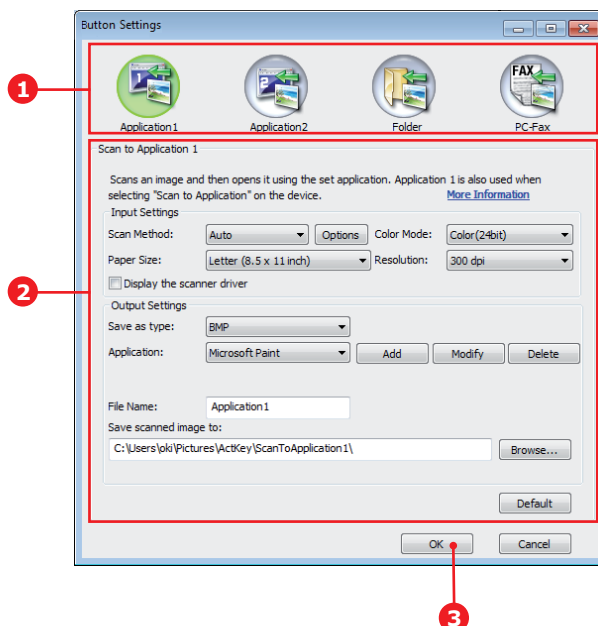 Button Settings
1
FAX
Application1 Application2 Folder PC-Fax
2
Scan to Application 1
Scans an image and then opens it using the set application. Application 1 is also used when
selecting "Scan to Application" on the device. More Information
Input Settings
Scan Method: Auto Options Color Mode: Color(24bit)
Paper Size: Letter (8.5 x 11 inch) Resolution: 300 dpi
Display the scanner driver
Output Settings
Save as type: BMP
Application: Microsoft Paint Add Modify Delete
File Name: Application1
Save scanned image to:
C:\Users\oki\Pictures\ActKey\ScanToApplication1\ Browse...
Default
OK Cancel
3